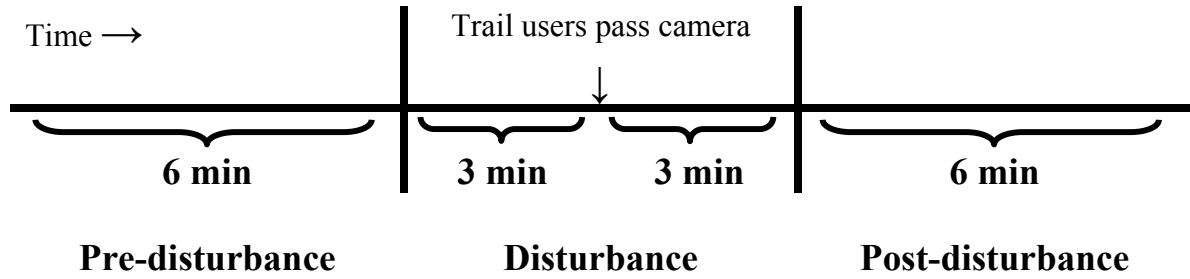 Time →
Trail users pass camera
↓
6 min
3 min
3 min
6 min
Pre-disturbance
Disturbance
Post-disturbance